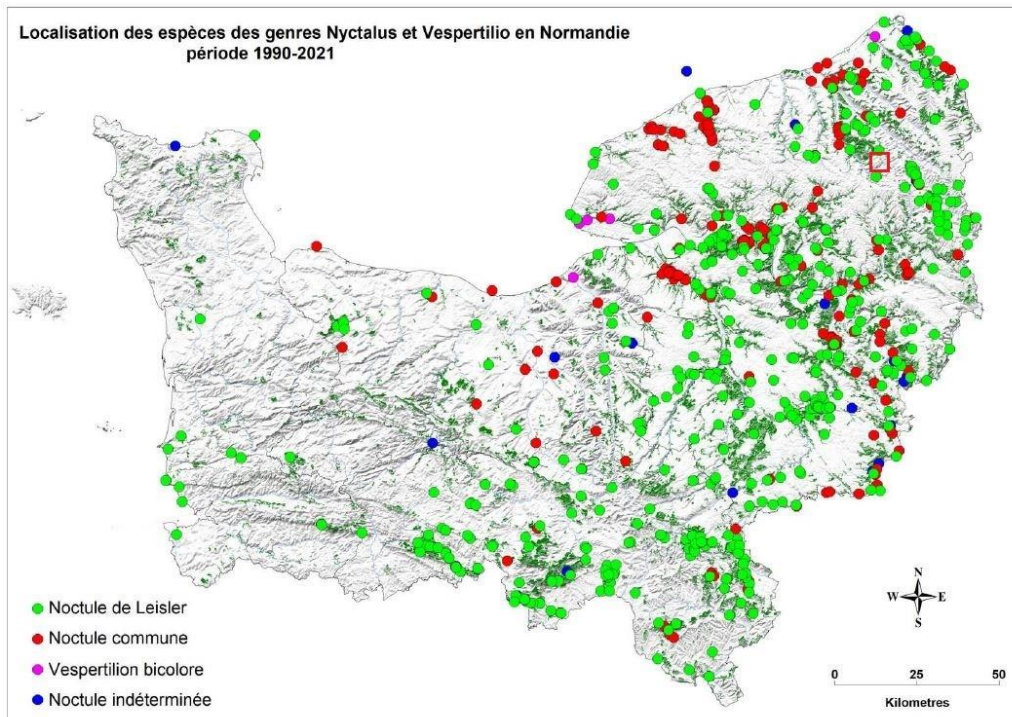 Localisation des espèces des genres Nyctalus et Vespertilio en Normandie
période 1990-2021
N
W E
S
Noctule de Leisler
Noctule commune
Vespertilion bicolore
Noctule indéterminée
0 25 50
Kilometres